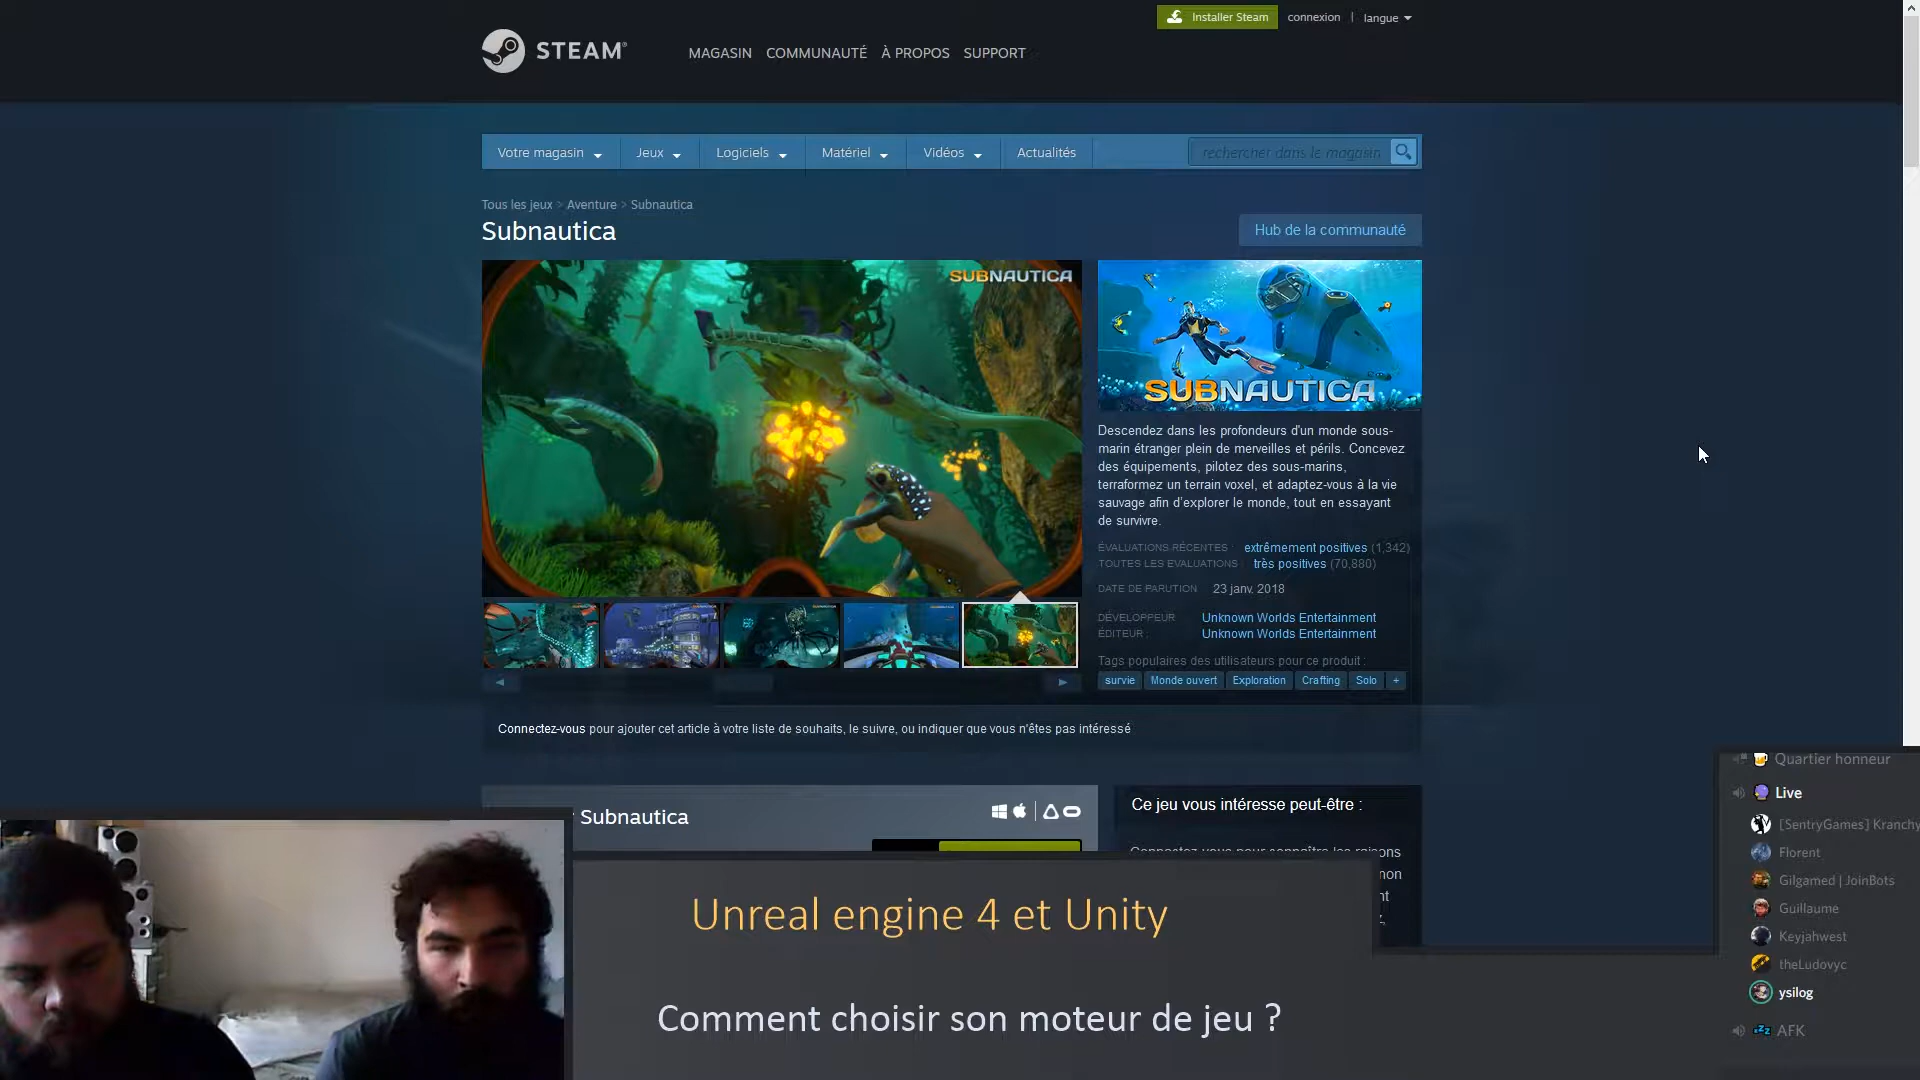 Installer Steam
connexion
|
langue
STEAM®
MAGASIN COMMUNAUTÉ À PROPOS SUPPORT
Votre magasin
Jeux
Logiciels
Matériel
Vidéos
Actualités
rechercher dans le magasin
Tous les jeux > Aventure > Subnautica
Subnautica
Hub de la communauté
SUBNAUTICA
SUBNAUTICA
Descendez dans les profondeurs d'un monde sous-
marin étranger plein de merveilles et périls. Concevez
des équipements, pilotez des sous-marins,
terraformez un terrain voxel, et adaptez-vous à la vie
sauvage afin d'explorer le monde, tout en essayant
de survivre.
ÉVALUATIONS RÉCENTES : extrêmement positives (1,342)
TOUTES LES EVALUATIONS : très positives (70,880)
DATE DE PARUTION : 23 janv. 2018
DÉVELOPPEUR : Unknown Worlds Entertainment
ÉDITEUR : Unknown Worlds Entertainment
Tags populaires des utilisateurs pour ce produit :
survie Monde ouvert Exploration Crafting Solo +
Connectez-vous pour ajouter cet article à votre liste de souhaits, le suivre, ou indiquer que vous n'êtes pas intéressé
Subnautica
Ce jeu vous intéresse peut-être :
Unreal engine 4 et Unity
Comment choisir son moteur de jeu ?
Quartier honneur
Live
[SentryGames] Kranchy
Florent
Gilgamed | JoinBots
Guillaume
Keyjahwest
theLudovyc
ysilog
AFK